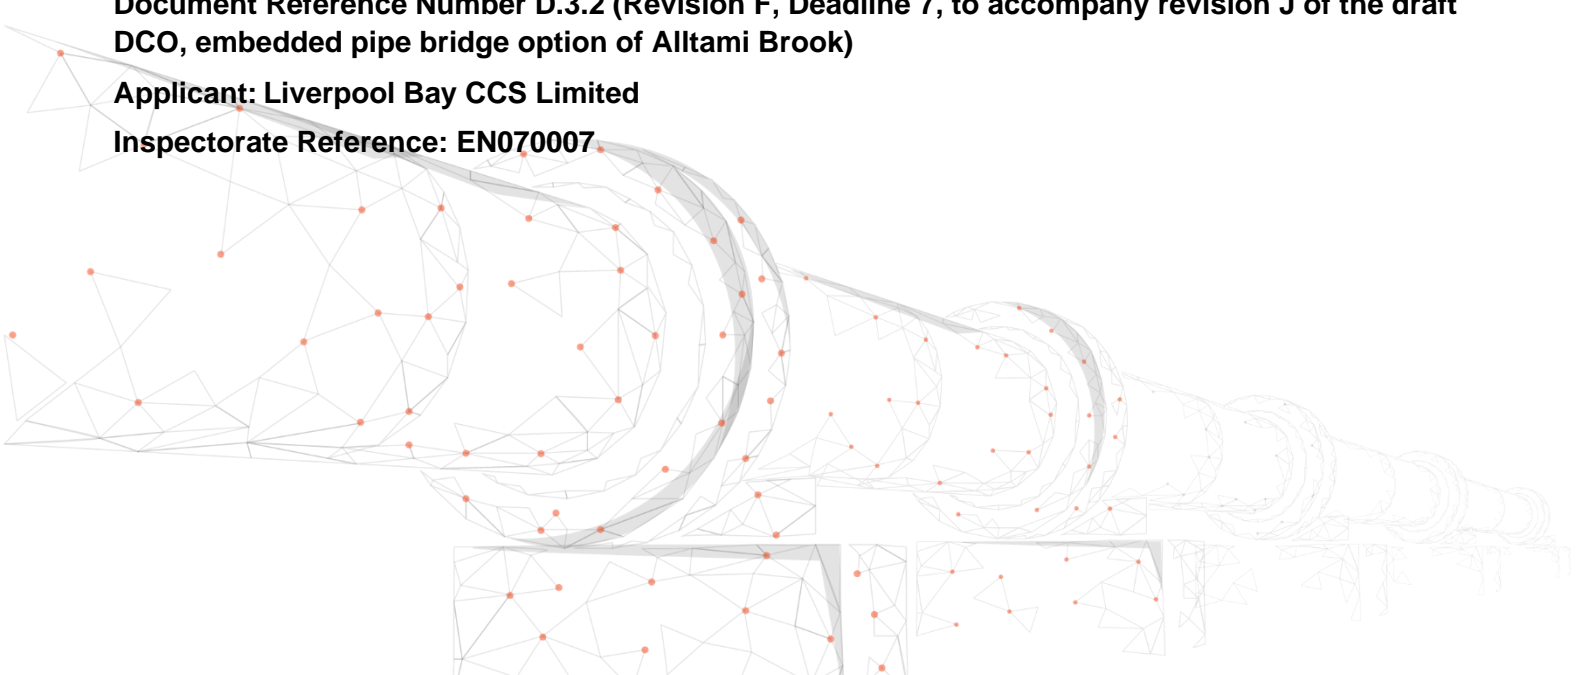 Document Reference Number D.3.2 (Revision F, Deadline 7, to accompany revision J of the draft
DCO, embedded pipe bridge option of Alltami Brook)
Applicant: Liverpool Bay CCS Limited
Inspectorate Reference: EN070007